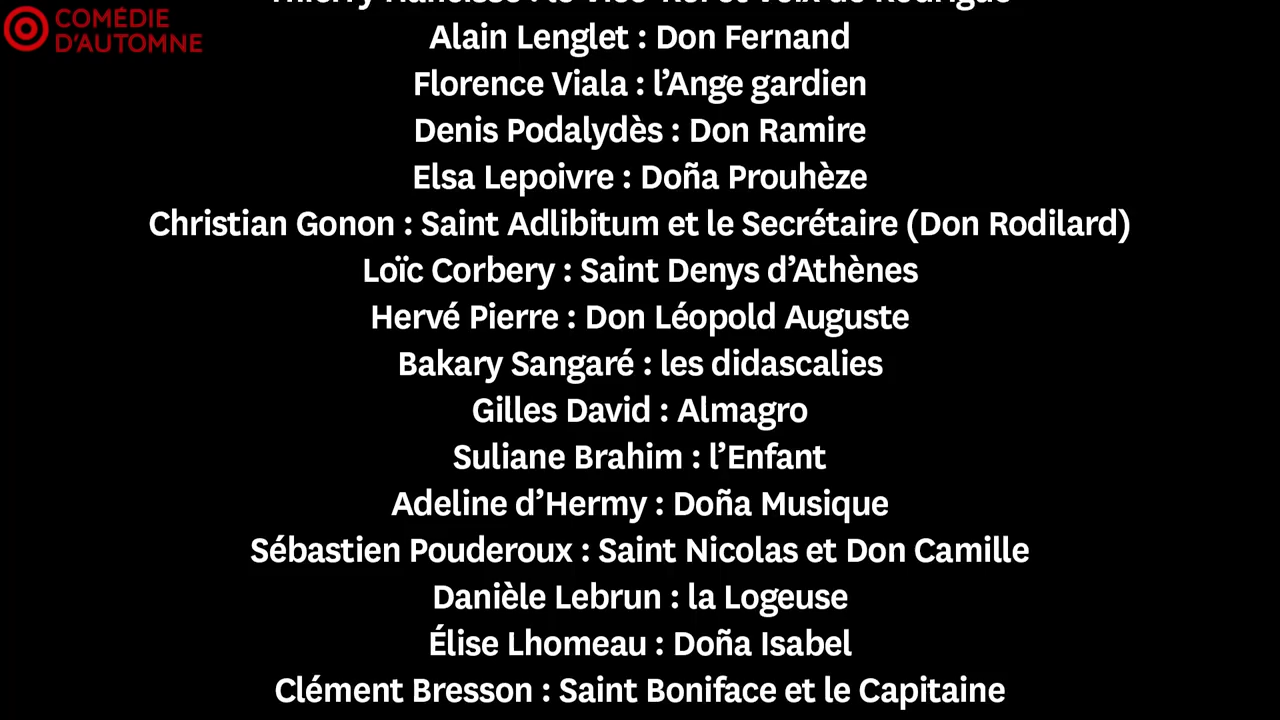 COMÉDIE
D'AUTOMNE
Alain Lenglet : Don Fernand
Florence Viala : l’Ange gardien
Denis Podalydès : Don Ramire
Elsa Lepoivre : Doña Prouhèze
Christian Gonon : Saint Adlibitum et le Secrétaire (Don Rodilard)
Loïc Corbery : Saint Denys d’Athènes
Hervé Pierre : Don Léopold Auguste
Bakary Sangaré : les didascalies
Gilles David : Almagro
Suliane Brahim : l’Enfant
Adeline d’Hermy : Doña Musique
Sébastien Pouderoux : Saint Nicolas et Don Camille
Danièle Lebrun : la Logeuse
Élise Lhomeau : Doña Isabel
Clément Bresson : Saint Boniface et le Capitaine